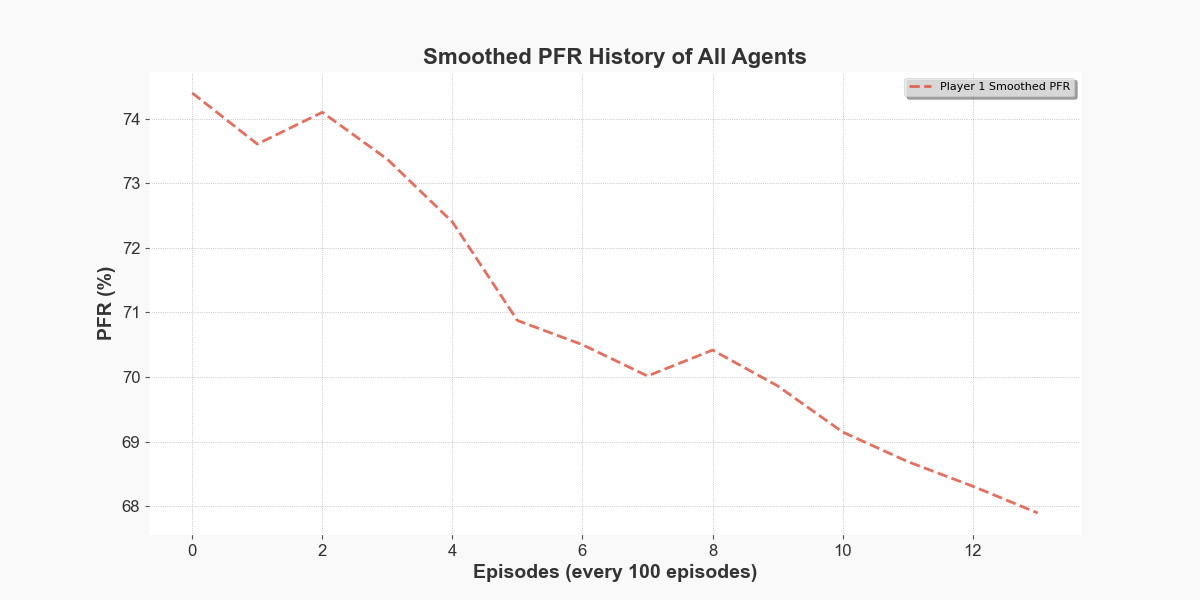 Smoothed PFR History of All Agents
Player 1 Smoothed PFR
74
73
72
71
70
69
68
PFR (%)
0 2 4 6 8 10 12
Episodes (every 100 episodes)